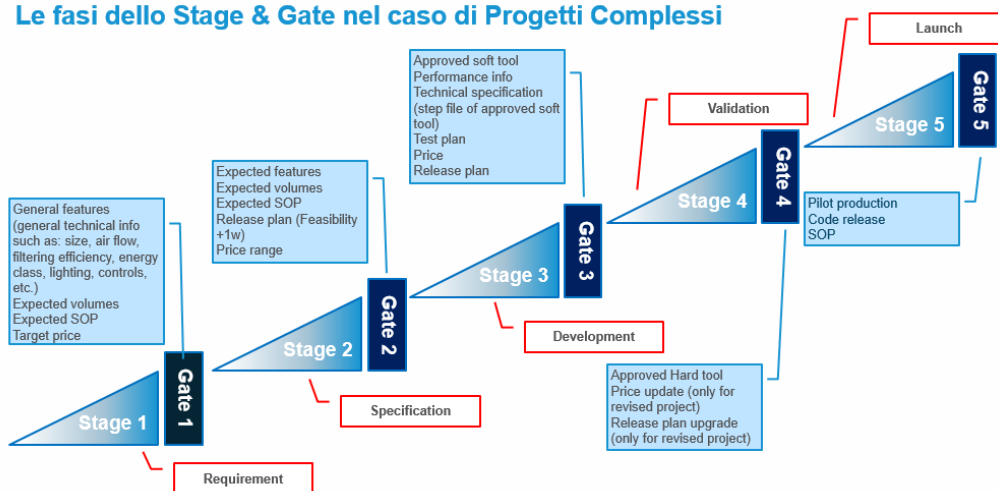 Le fasi dello Stage & Gate nel caso di Progetti Complessi
General features
(general technical info
such as: size, air flow,
filtering efficiency, energy
class, lighting, controls,
etc.)
Expected volumes
Expected SOP
Target price
Stage 1
Gate 1
Requirement
Expected features
Expected volumes
Expected SOP
Release plan (Feasibility
+1w)
Price range
Stage 2
Gate 2
Specification
Approved soft tool
Performance info
Technical specification
(step file of approved soft
tool)
Test plan
Price
Release plan
Stage 3
Gate 3
Development
Validation
Stage 4
Gate 4
Approved Hard tool
Price update (only for
revised project)
Release plan upgrade
(only for revised project)
Launch
Stage 5
Gate 5
Pilot production
Code release
SOP